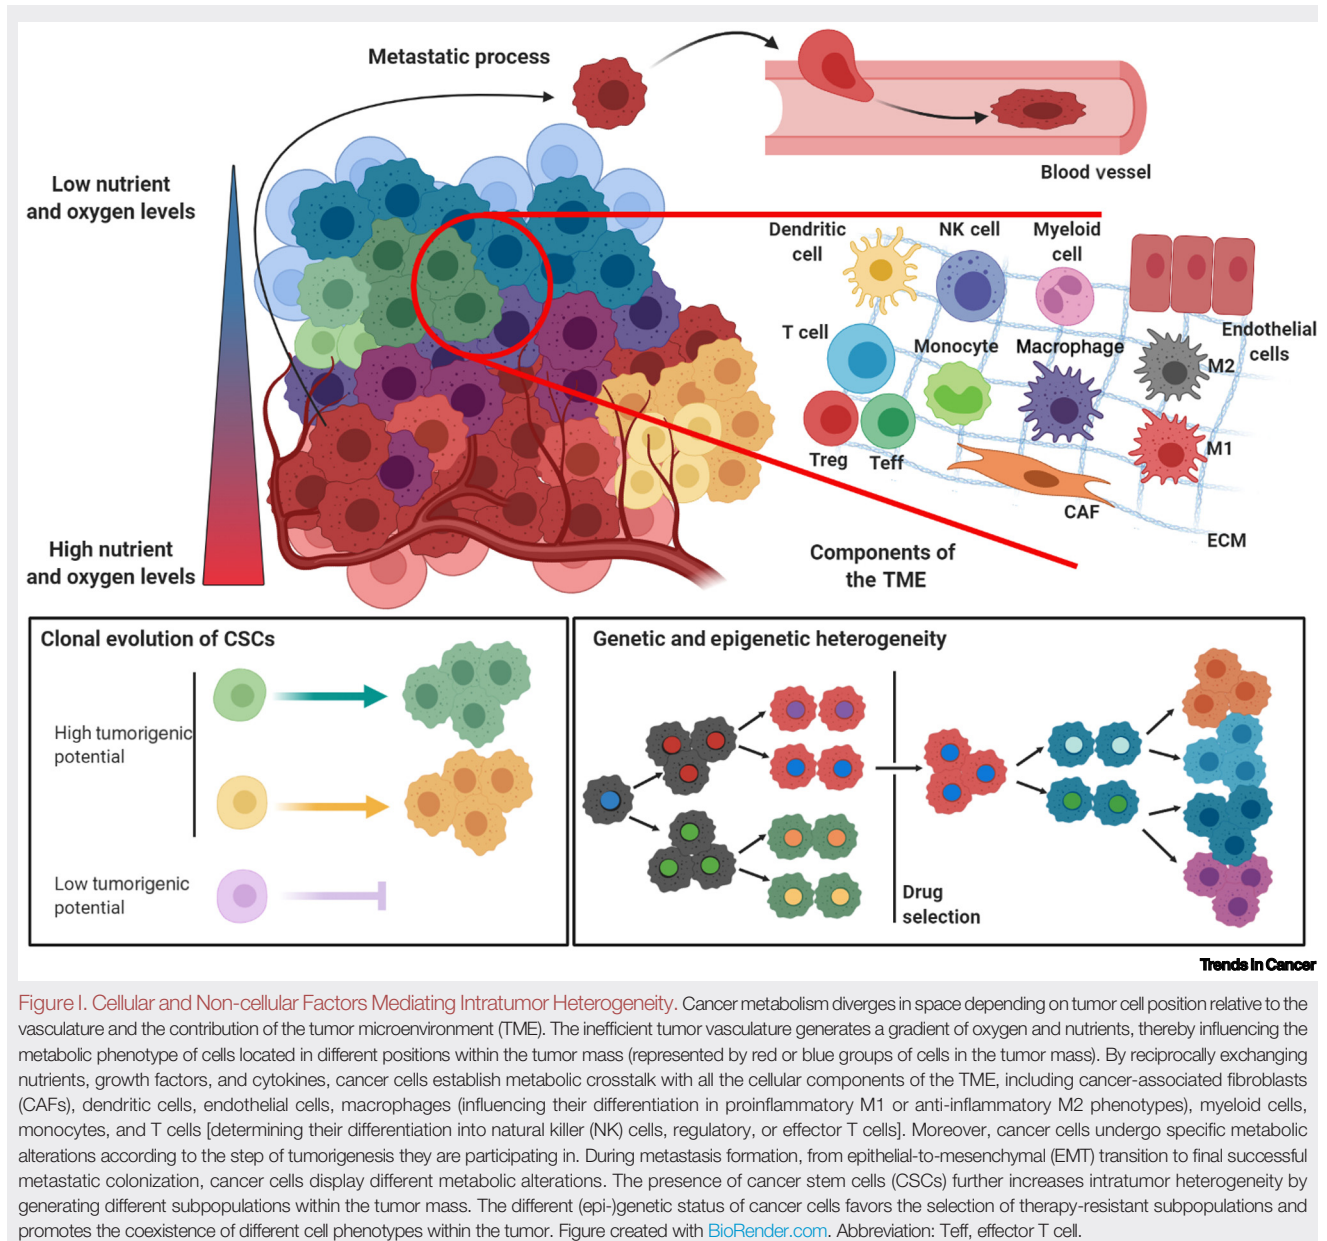 Metastatic process
Blood vessel
Low nutrient
and oxygen levels
Dendritic
cell
NK cell
Myeloid
cell
T cell
Monocyte
Macrophage
Endothelial
cells
M2
M1
Treg
Teff
CAF
ECM
High nutrient
and oxygen levels
Components of
the TME
Clonal evolution of CSCs
High tumorigenic
potential
Low tumorigenic
potential
Genetic and epigenetic heterogeneity
Drug
selection
Trends in Cancer
Figure I. Cellular and Non-cellular Factors Mediating Intratumor Heterogeneity. Cancer metabolism diverges in space depending on tumor cell position relative to the
vasculature and the contribution of the tumor microenvironment (TME). The inefficient tumor vasculature generates a gradient of oxygen and nutrients, thereby influencing the
metabolic phenotype of cells located in different positions within the tumor mass (represented by red or blue groups of cells in the tumor mass). By reciprocally exchanging
nutrients, growth factors, and cytokines, cancer cells establish metabolic crosstalk with all the cellular components of the TME, including cancer-associated fibroblasts
(CAFs), dendritic cells, endothelial cells, macrophages (influencing their differentiation in proinflammatory M1 or anti-inflammatory M2 phenotypes), myeloid cells,
monocytes, and T cells [determining their differentiation into natural killer (NK) cells, regulatory, or effector T cells]. Moreover, cancer cells undergo specific metabolic
alterations according to the step of tumorigenesis they are participating in. During metastasis formation, from epithelial-to-mesenchymal (EMT) transition to final successful
metastatic colonization, cancer cells display different metabolic alterations. The presence of cancer stem cells (CSCs) further increases intratumor heterogeneity by
generating different subpopulations within the tumor mass. The different (epi-)genetic status of cancer cells favors the selection of therapy-resistant subpopulations and
promotes the coexistence of different cell phenotypes within the tumor. Figure created with BioRender.com. Abbreviation: Teff, effector T cell.